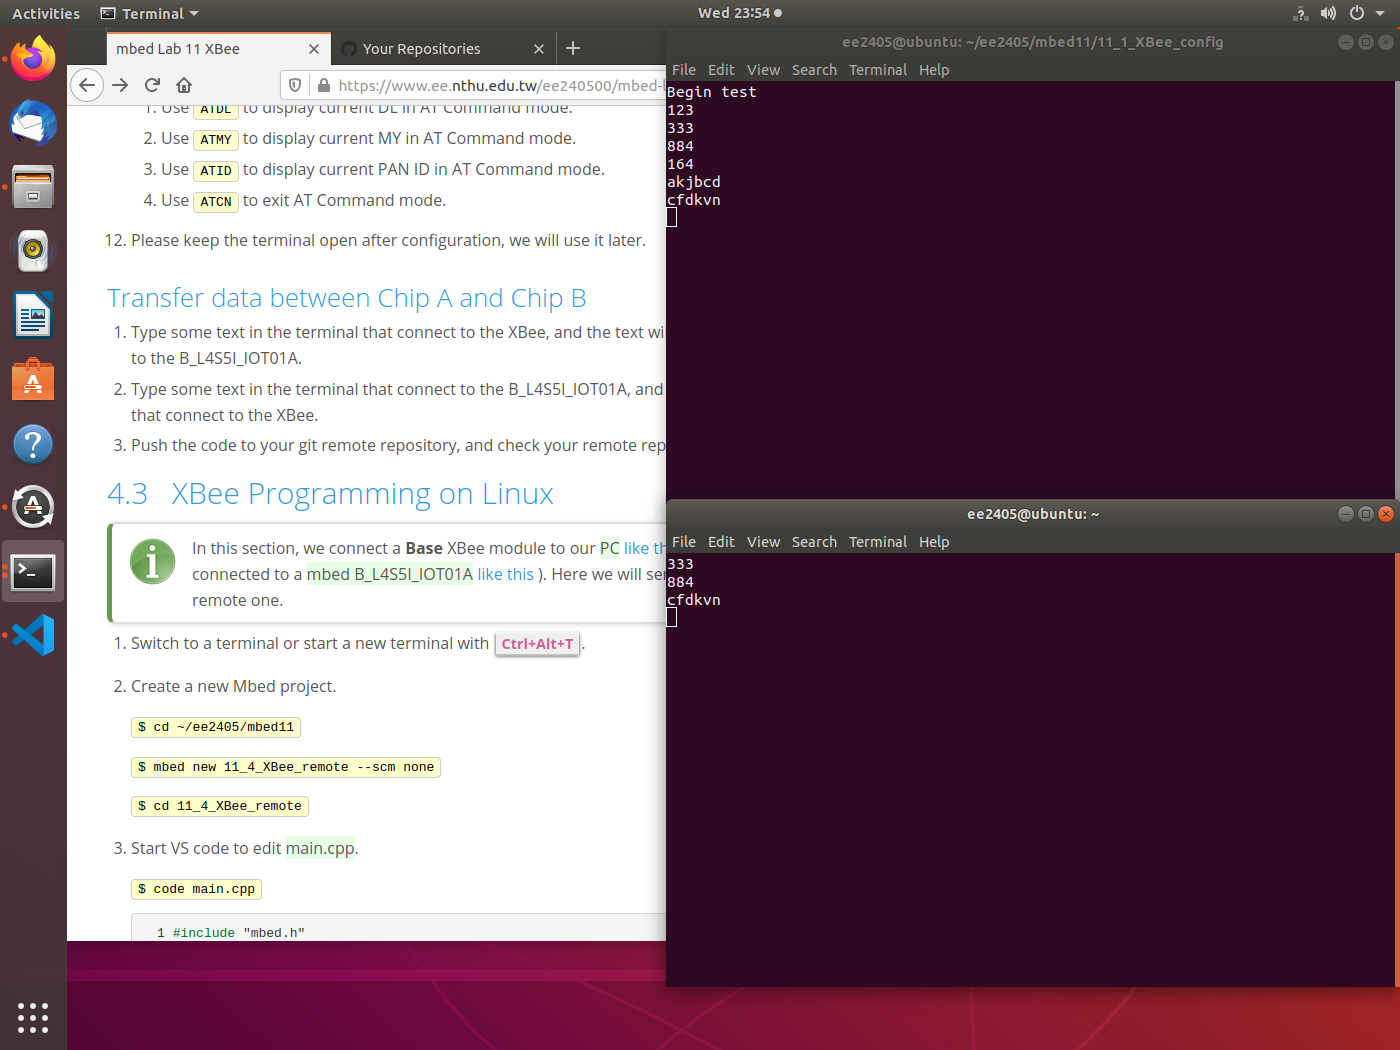 Activities Terminal Wed 23:54
mbed Lab 11 XBee Your Repositories
https://www.ee.nthu.edu.tw/ee240500/mbed-l
1. Use ATDL to display current DL in AT Command mode.
2. Use ATMY to display current MY in AT Command mode.
3. Use ATID to display current PAN ID in AT Command mode.
4. Use ATCN to exit AT Command mode.
12. Please keep the terminal open after configuration, we will use it later.
Transfer data between Chip A and Chip B
1. Type some text in the terminal that connect to the XBee, and the text wi
to the B_L4S5I_IOT01A.
2. Type some text in the terminal that connect to the B_L4S5I_IOT01A, and
that connect to the XBee.
3. Push the code to your git remote repository, and check your remote rep
4.3 XBee Programming on Linux
In this section, we connect a Base XBee module to our PC like th
connected to a mbed B_L4S5I_IOT01A like this ). Here we will se
remote one.
1. Switch to a terminal or start a new terminal with Ctrl+Alt+T.
2. Create a new Mbed project.
$ cd ~/ee2405/mbed11
$ mbed new 11_4_XBee_remote --scm none
$ cd 11_4_XBee_remote
3. Start VS code to edit main.cpp.
$ code main.cpp
1 #include "mbed.h"
ee2405@ubuntu: ~/ee2405/mbed11/11_1_XBee_config
File Edit View Search Terminal Help
Begin test
123
333
884
164
akjbcd
cfdkvn
ee2405@ubuntu: ~
File Edit View Search Terminal Help
333
884
cfdkvn